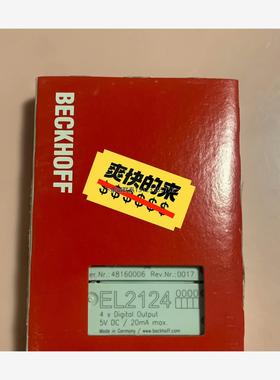 BECKHOFF
爽快的来
$$$$$$
er.Nr.: 48160006 Rev.Nr.: 0017
EL2124
4 x Digital Output
5V DC / 20mA max.
Made in Germany / www.beckhoff.com